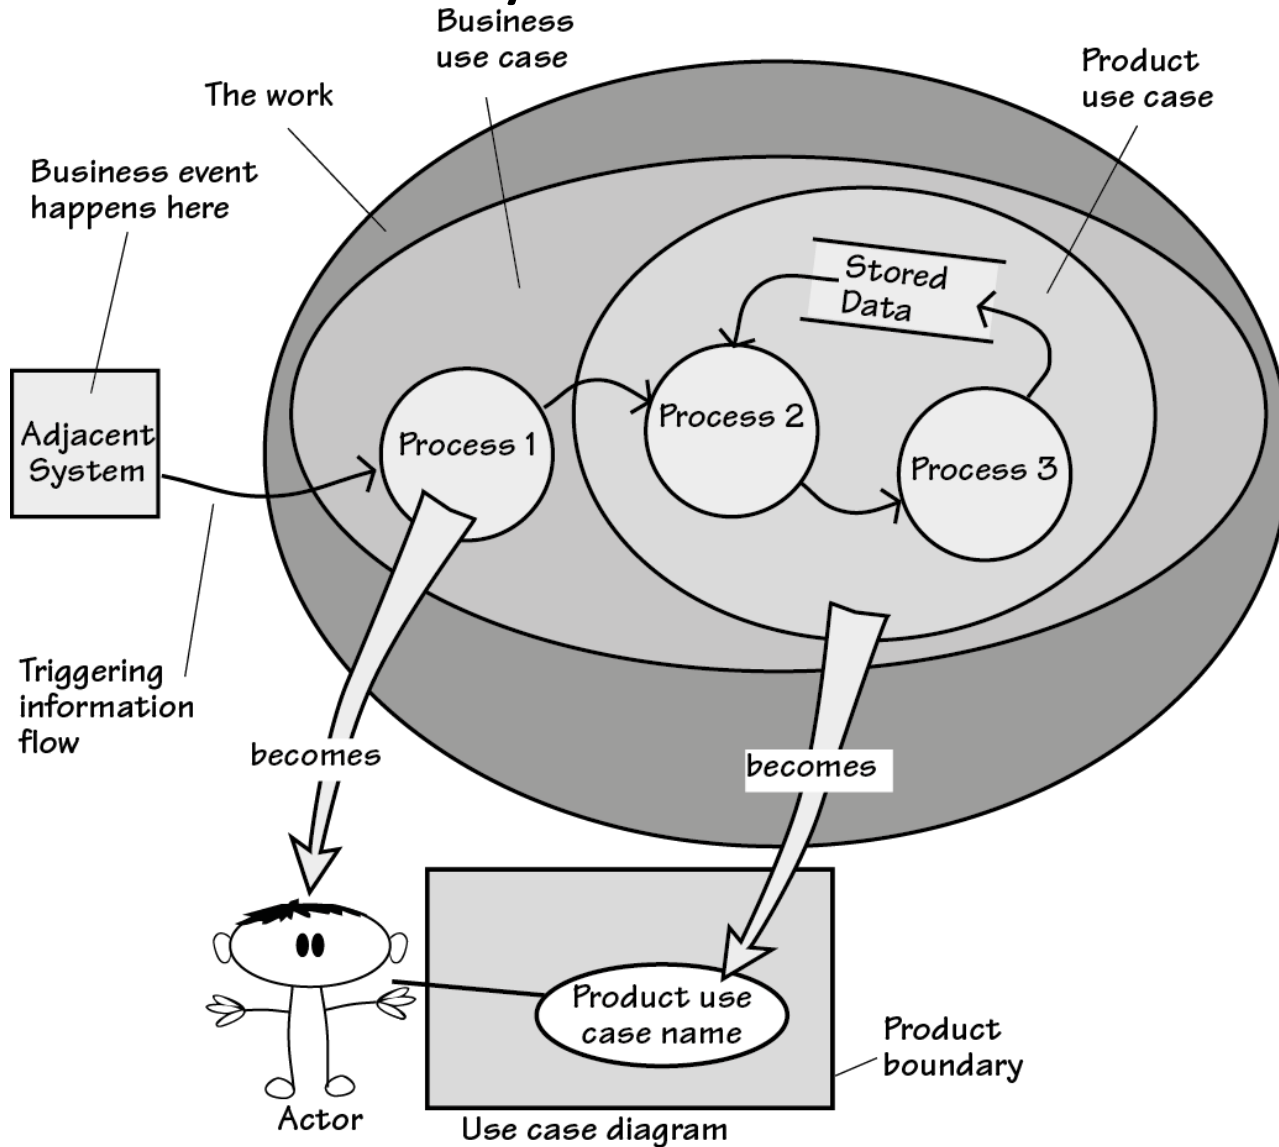 Business
use case
Product
use case
The work
Business event
happens here
Stored
Data
Adjacent
System
Process 1
Process 2
Process 3
Triggering
information
flow
becomes
becomes
Product use
case name
Product
boundary
Actor
Use case diagram